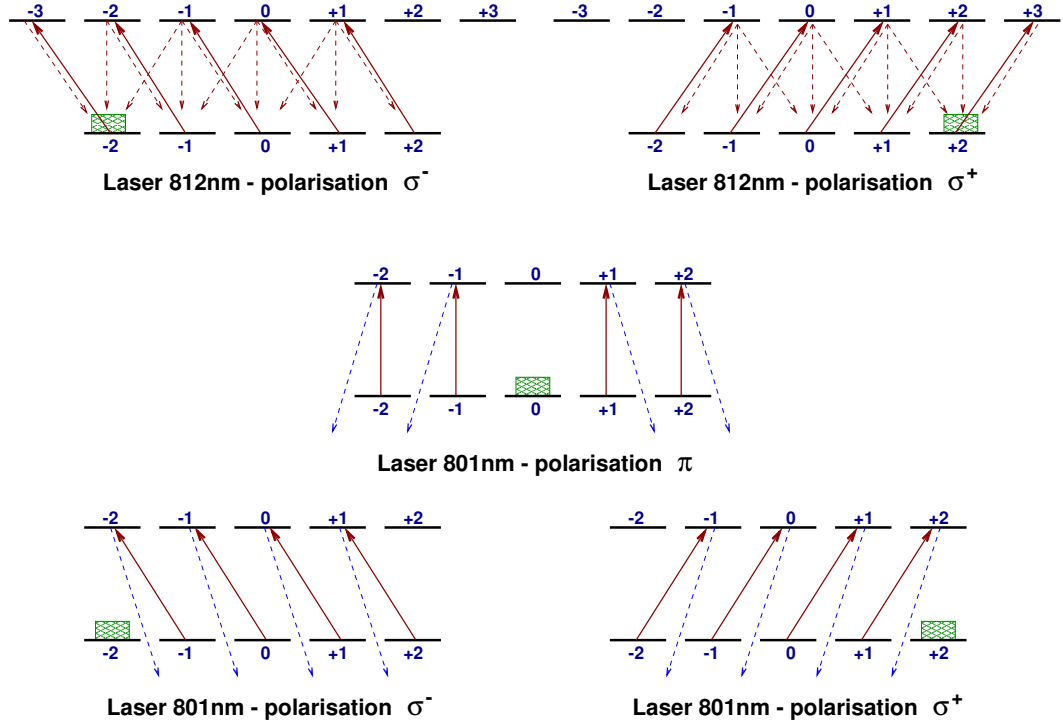 -3 -2 -1 0 +1 +2 +3
-3 -2 -1 0 +1 +2 +3
-2 -1 0 +1 +2
-2 -1 0 +1 +2
Laser 812nm - polarisation σ-
Laser 812nm - polarisation σ+
-2 -1 0 +1 +2
-2 -1 0 +1 +2
Laser 801nm - polarisation π
-2 -1 0 +1 +2
-2 -1 0 +1 +2
-2 -1 0 +1 +2
-2 -1 0 +1 +2
Laser 801nm - polarisation σ-
Laser 801nm - polarisation σ+